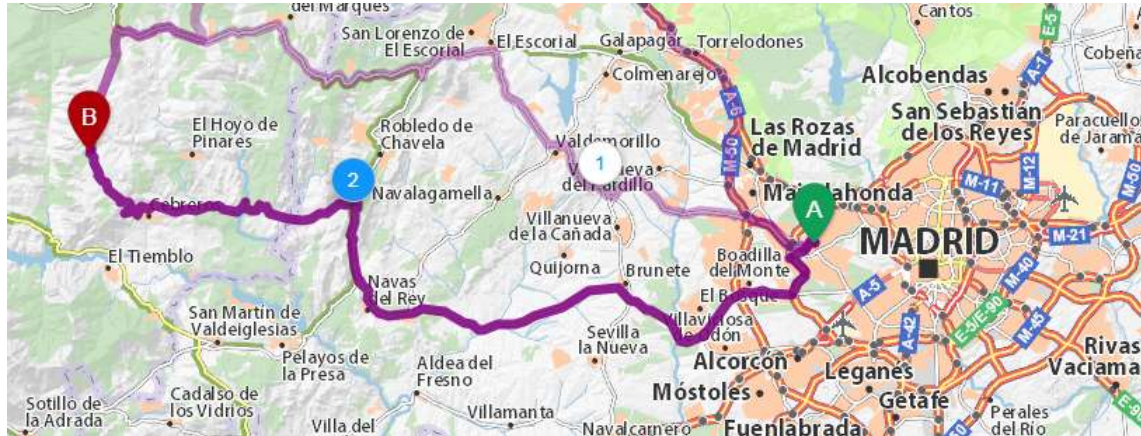 del Marqués
San Lorenzo de
El Escorial
El Escorial
Galapagar
Torrelodones
Colmenarejo
Cantos
E-5
A-1
Cobeña
Alcobendas
San Sebastián
de los Reyes
Paracuellos
de Jarama
B
El Hoyo de
Pinares
Robledo de
Chavela
A-6
M-50
Las Rozas
de Madrid
Valdemorillo
1
M-12
M-50
2
Navalagamella
M-11
Cebreros
Villanueva
de la Cañada
A
MADRID
M-21
El Tiemblo
Quijorna
Brunete
Boadilla
del Monte
M-40
A-5
Navas
del Rey
El Bosque
E-5/E-90
San Martín de
Valdeiglesias
Sevilla
la Nueva
A-42
M-45
Pelayos de
la Presa
Aldea del
Fresno
Alcorcón
Leganés
Rivas
Vaciama
Cadalso de
los Vidrios
Móstoles
Getafe
Sotillo de
la Adrada
Villa del
Villamanta
Navalcarnero
Fuenlabrada
Perales
del Río